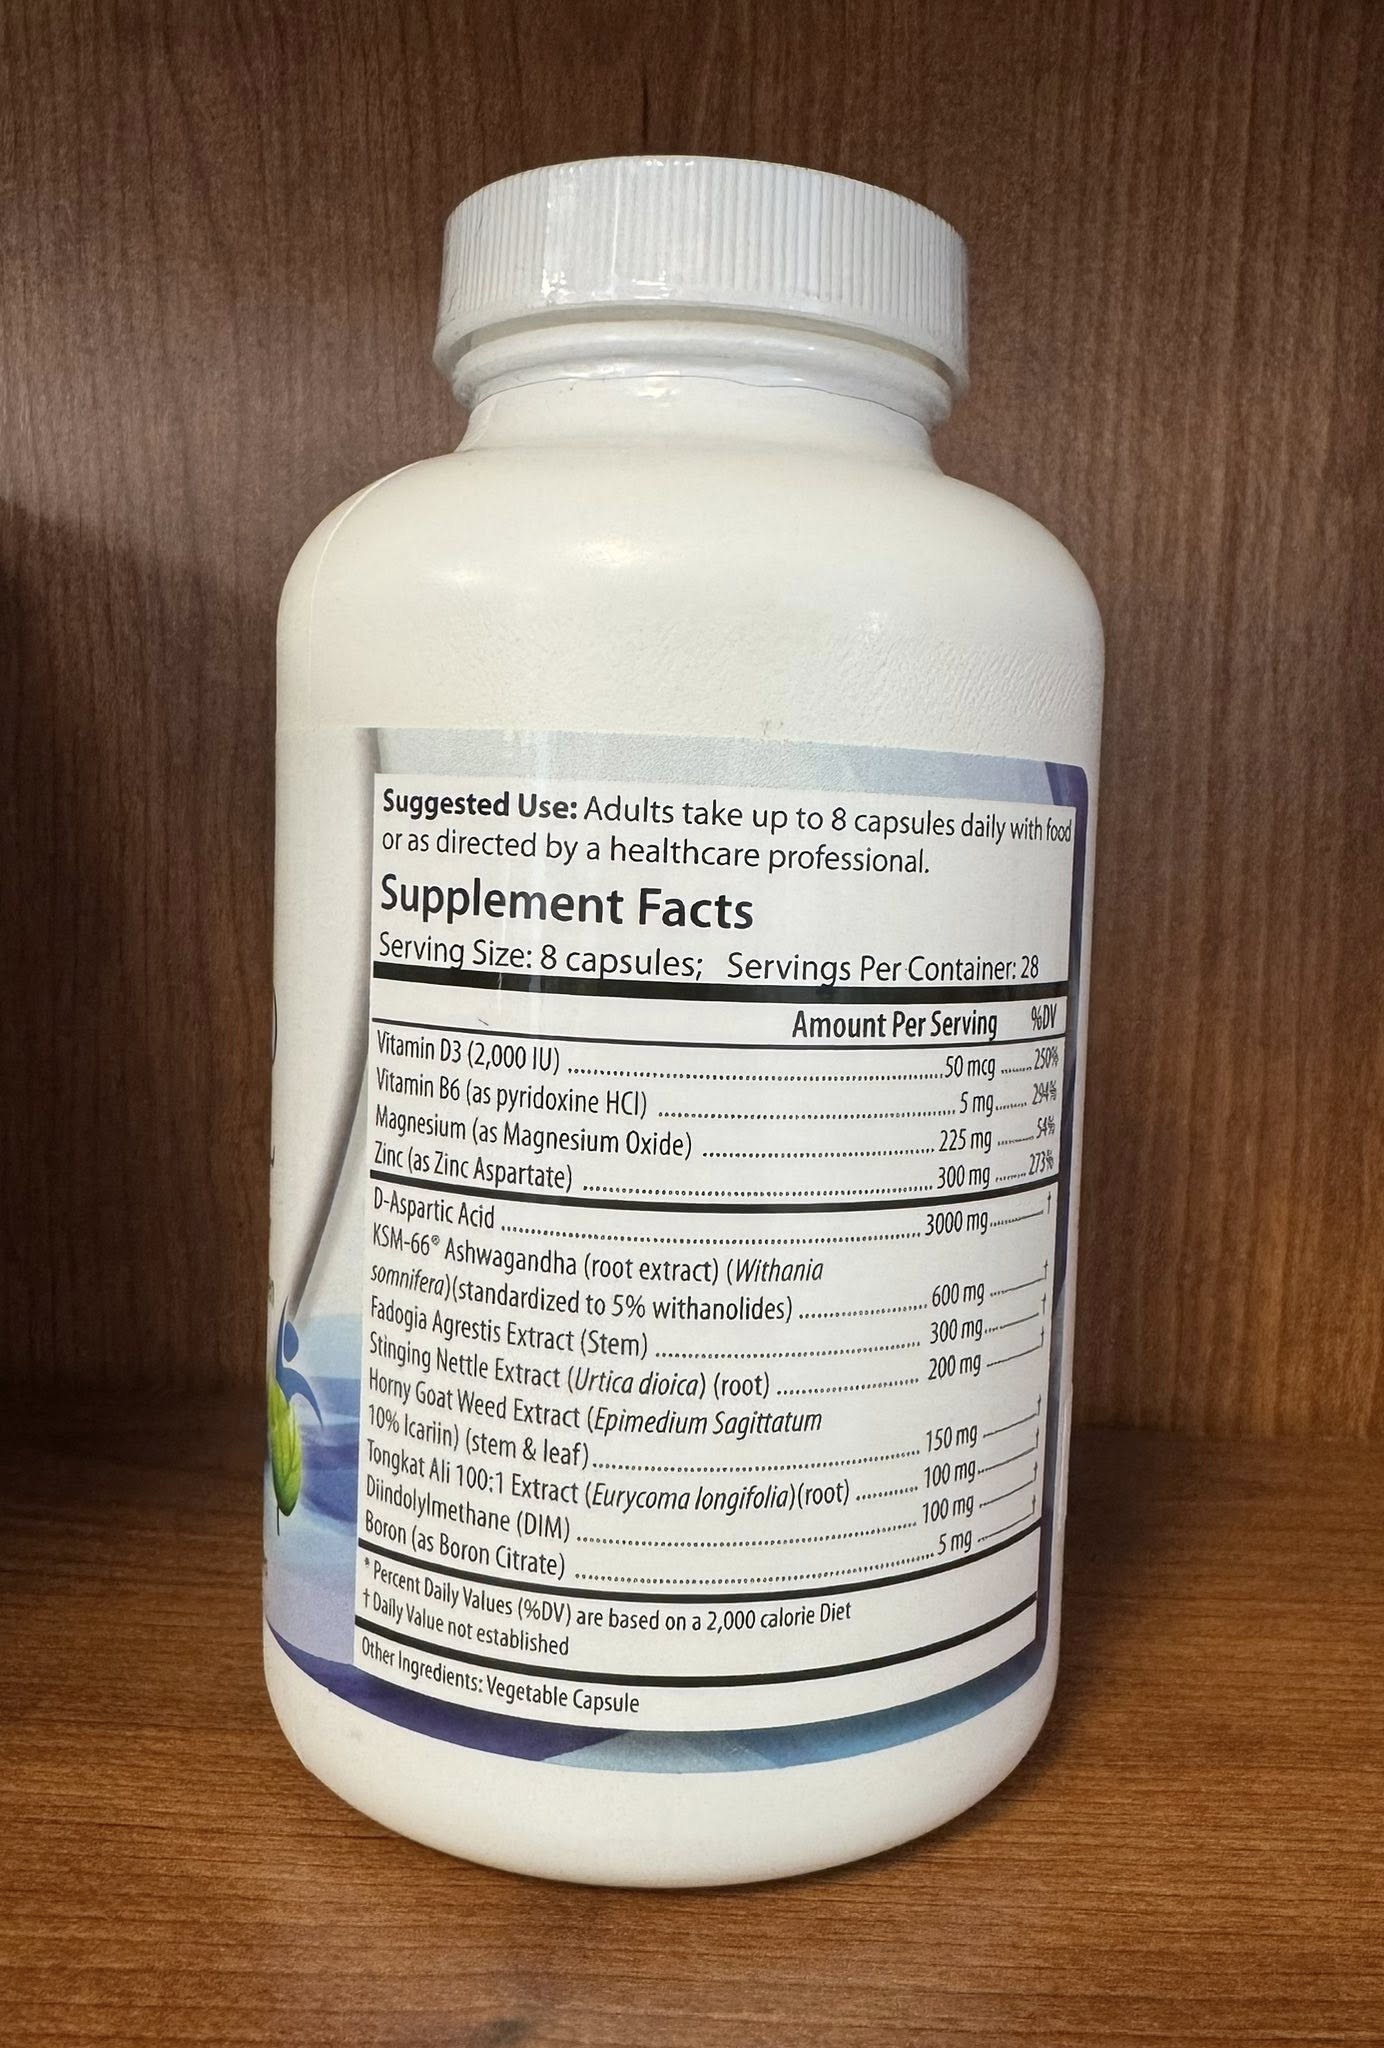 Suggested Use: Adults take up to 8 capsules daily with food
or as directed by a healthcare professional.
Supplement Facts
Serving Size: 8 capsules; Servings Per Container: 28
Amount Per Serving %DV
Vitamin D3 (2,000 IU) 50 mcg 250%
Vitamin B6 (as pyridoxine HCl) 5 mg 294%
Magnesium (as Magnesium Oxide) 225 mg 54%
Zinc (as Zinc Aspartate) 300 mg 273%
D-Aspartic Acid 3000 mg †
KSM-66® Ashwagandha (root extract) (Withania
somnifera)(standardized to 5% withanolides) 600 mg †
Fadogia Agrestis Extract (Stem) 300 mg †
Stinging Nettle Extract (Urtica dioica) (root) 200 mg †
Horny Goat Weed Extract (Epimedium Sagittatum
10% Icariin) (stem & leaf) 150 mg †
Tongkat Ali 100:1 Extract (Eurycoma longifolia)(root) 100 mg †
Diindolylmethane (DIM) 100 mg †
Boron (as Boron Citrate) 5 mg †
* Percent Daily Values (%DV) are based on a 2,000 calorie Diet
† Daily Value not established
Other Ingredients: Vegetable Capsule